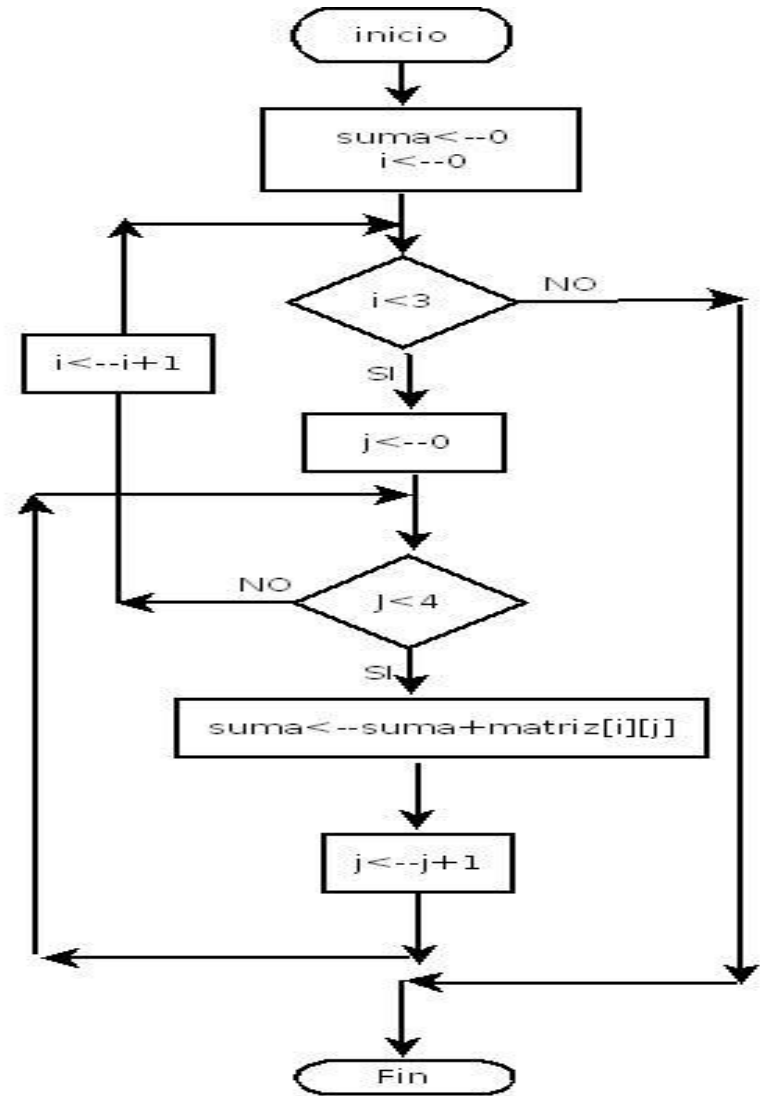 inicio
suma<--0
i<--0
i<3
NO
i<--i+1
SI
j<--0
NO
J<4
SI
suma<--suma+matriz[i][j]
j<--j+1
Fin